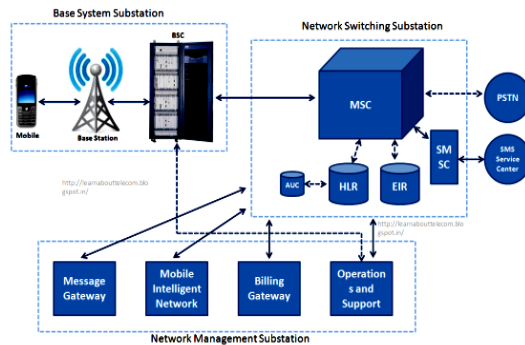 Base System Substation
Network Switching Substation
BSC
MSC
PSTN
Mobile
Base Station
SM
SC
SMS
Service
Center
AUC
HLR
EIR
http://learnabouttelecom.blo
gspot.in/
http://learnabouttelecom.blo
gspot.in/
Message
Gateway
Mobile
Intelligent
Network
Billing
Gateway
Operation
s and
Support
Network Management Substation